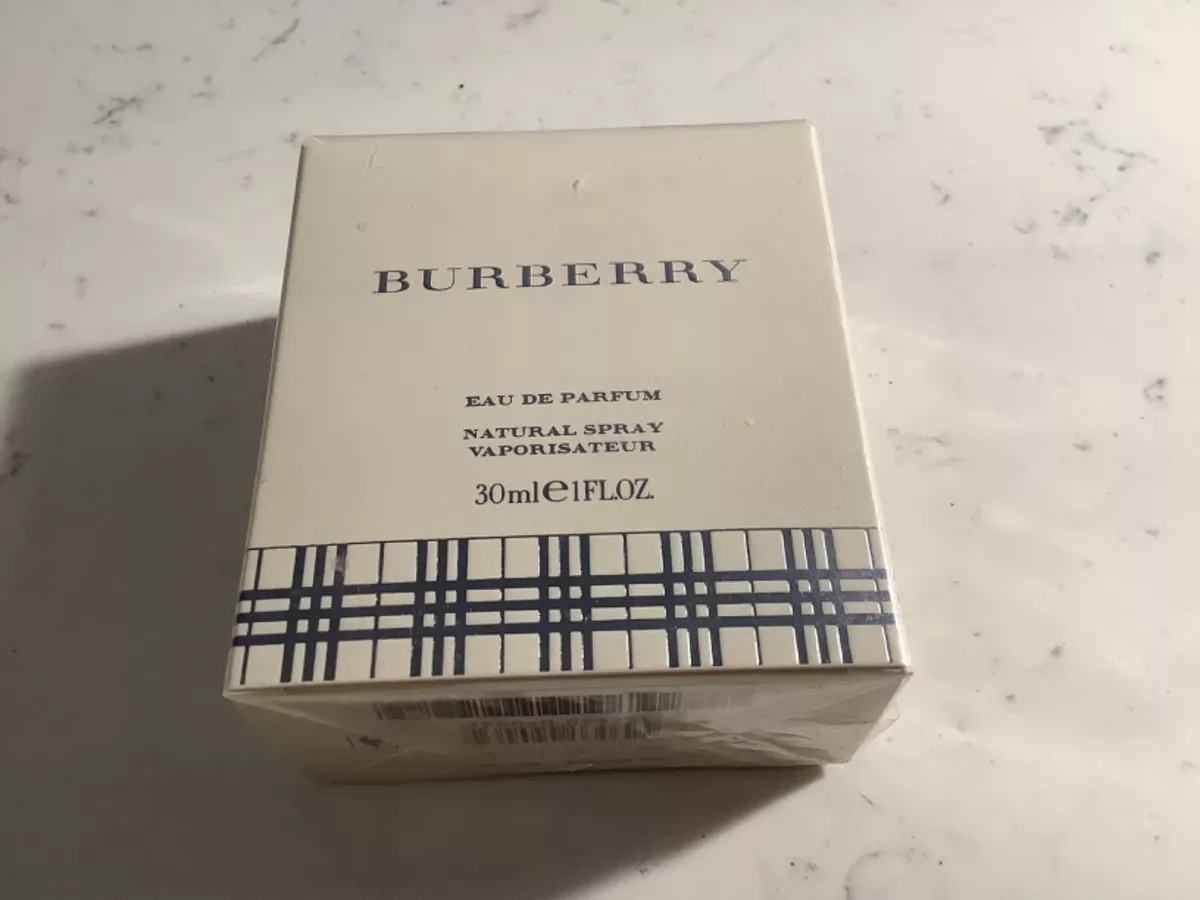 BURBERRY
EAU DE PARFUM
NATURAL SPRAY
VAPORISATEUR
30ml℮1FL.OZ.